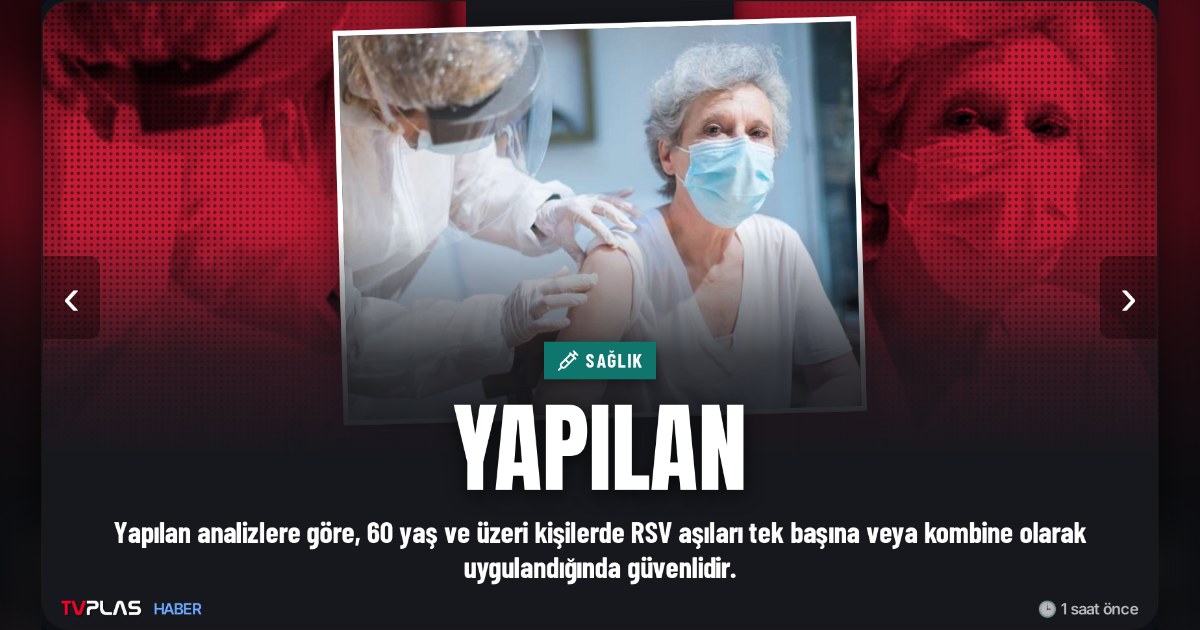 SAĞLIK
YAPILAN
Yapılan analizlere göre, 60 yaş ve üzeri kişilerde RSV aşıları tek başına veya kombine olarak
uygulandığında güvenlidir.
TVPLAS HABER
1 saat önce